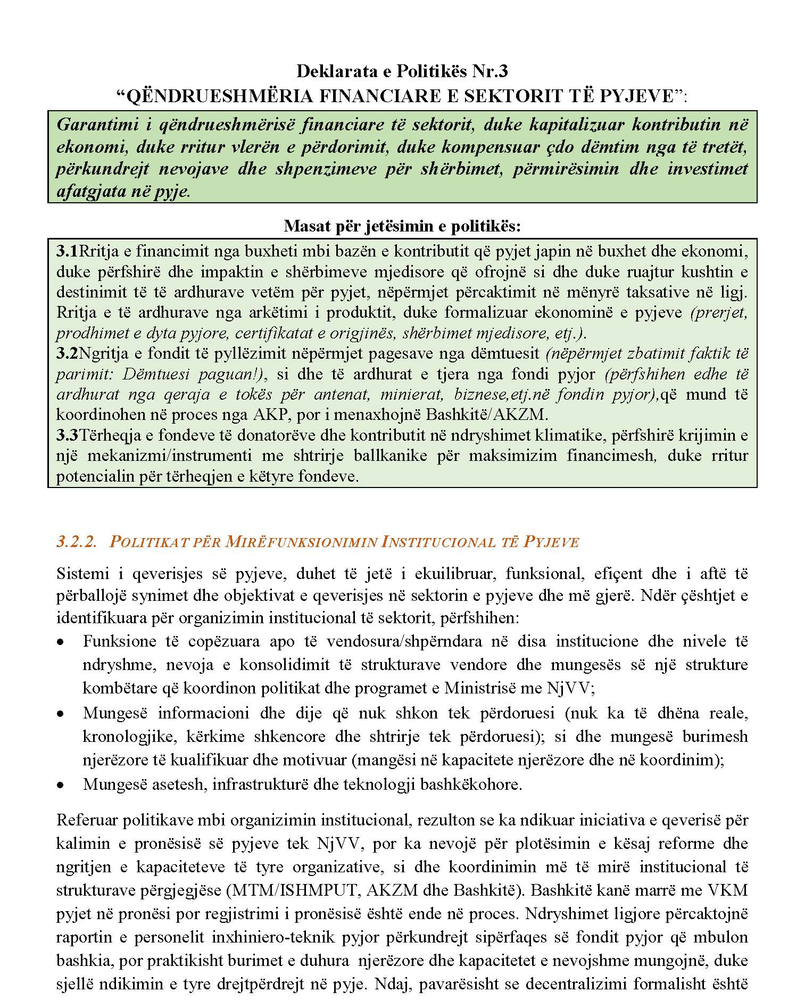 Deklarata e Politikës Nr.3
“QËNDRUESHMËRIA FINANCIARE E SEKTORIT TË PYJEVE”:
Garantimi i qëndrueshmërisë financiare të sektorit, duke kapitalizuar kontributin në
ekonomi, duke rritur vlerën e përdorimit, duke kompensuar çdo dëmtim nga të tretët,
përkundrejt nevojave dhe shpenzimeve për shërbimet, përmirësimin dhe investimet
afatgjata në pyje.
Masat për jetësimin e politikës:
3.1Rritja e financimit nga buxheti mbi bazën e kontributit që pyjet japin në buxhet dhe ekonomi,
duke përfshirë dhe impaktin e shërbimeve mjedisore që ofrojnë si dhe duke ruajtur kushtin e
destinimit të të ardhurave vetëm për pyjet, nëpërmjet përcaktimit në mënyrë taksative në ligj.
Rritja e të ardhurave nga arkëtimi i produktit, duke formalizuar ekonominë e pyjeve (prerjet,
prodhimet e dyta pyjore, certifikatat e origjinës, shërbimet mjedisore, etj.).
3.2Ngritja e fondit të pyllëzimit nëpërmjet pagesave nga dëmtuesit (nëpërmjet zbatimit faktik të
parimit: Dëmtuesi paguan!), si dhe të ardhurat e tjera nga fondi pyjor (përfshihen edhe të
ardhurat nga qeraja e tokës për antenat, minierat, biznese,etj.në fondin pyjor),që mund të
koordinohen në proces nga AKP, por i menaxhojnë Bashkitë/AKZM.
3.3Tërheqja e fondeve të donatorëve dhe kontributit në ndryshimet klimatike, përfshirë krijimin e
një mekanizmi/instrumenti me shtrirje ballkanike për maksimizim financimesh, duke rritur
potencialin për tërheqjen e këtyre fondeve.
3.2.2. POLITIKAT PËR MIRËFUNKSIONIMIN INSTITUCIONAL TË PYJEVE
Sistemi i qeverisjes së pyjeve, duhet të jetë i ekuilibruar, funksional, efiçent dhe i aftë të
përballojë synimet dhe objektivat e qeverisjes në sektorin e pyjeve dhe më gjerë. Ndër çështjet e
identifikuara për organizimin institucional të sektorit, përfshihen:
• Funksione të copëzuara apo të vendosura/shpërndara në disa institucione dhe nivele të
ndryshme, nevoja e konsolidimit të strukturave vendore dhe mungesës së një strukture
kombëtare që koordinon politikat dhe programet e Ministrisë me NjVV;
• Mungesë informacioni dhe dije që nuk shkon tek përdoruesi (nuk ka të dhëna reale,
kronologjike, kërkime shkencore dhe shtrirje tek përdoruesi); si dhe mungesë burimesh
njerëzore të kualifikuar dhe motivuar (mangësi në kapacitete njerëzore dhe në koordinim);
• Mungesë asetesh, infrastrukturë dhe teknologji bashkëkohore.
Referuar politikave mbi organizimin institucional, rezulton se ka ndikuar iniciativa e qeverisë për
kalimin e pronësisë së pyjeve tek NjVV, por ka nevojë për plotësimin e kësaj reforme dhe
ngritjen e kapaciteteve të tyre organizative, si dhe koordinimin më të mirë institucional të
strukturave përgjegjëse (MTM/ISHMPUT, AKZM dhe Bashkitë). Bashkitë kanë marrë me VKM
pyjet në pronësi por regjistrimi i pronësisë është ende në proces. Ndryshimet ligjore përcaktojnë
raportin e personelit inxhiniero-teknik pyjor përkundrejt sipërfaqes së fondit pyjor që mbulon
bashkia, por praktikisht burimet e duhura njerëzore dhe kapacitetet e nevojshme mungojnë, duke
sjellë ndikimin e tyre drejtpërdrejt në pyje. Ndaj, pavarësisht se decentralizimi formalisht është